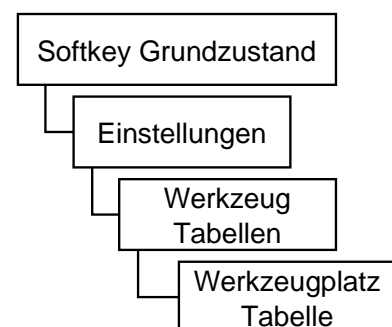 Softkey Grundzustand
Einstellungen
Werkzeug
Tabellen
Werkzeugplatz
Tabelle